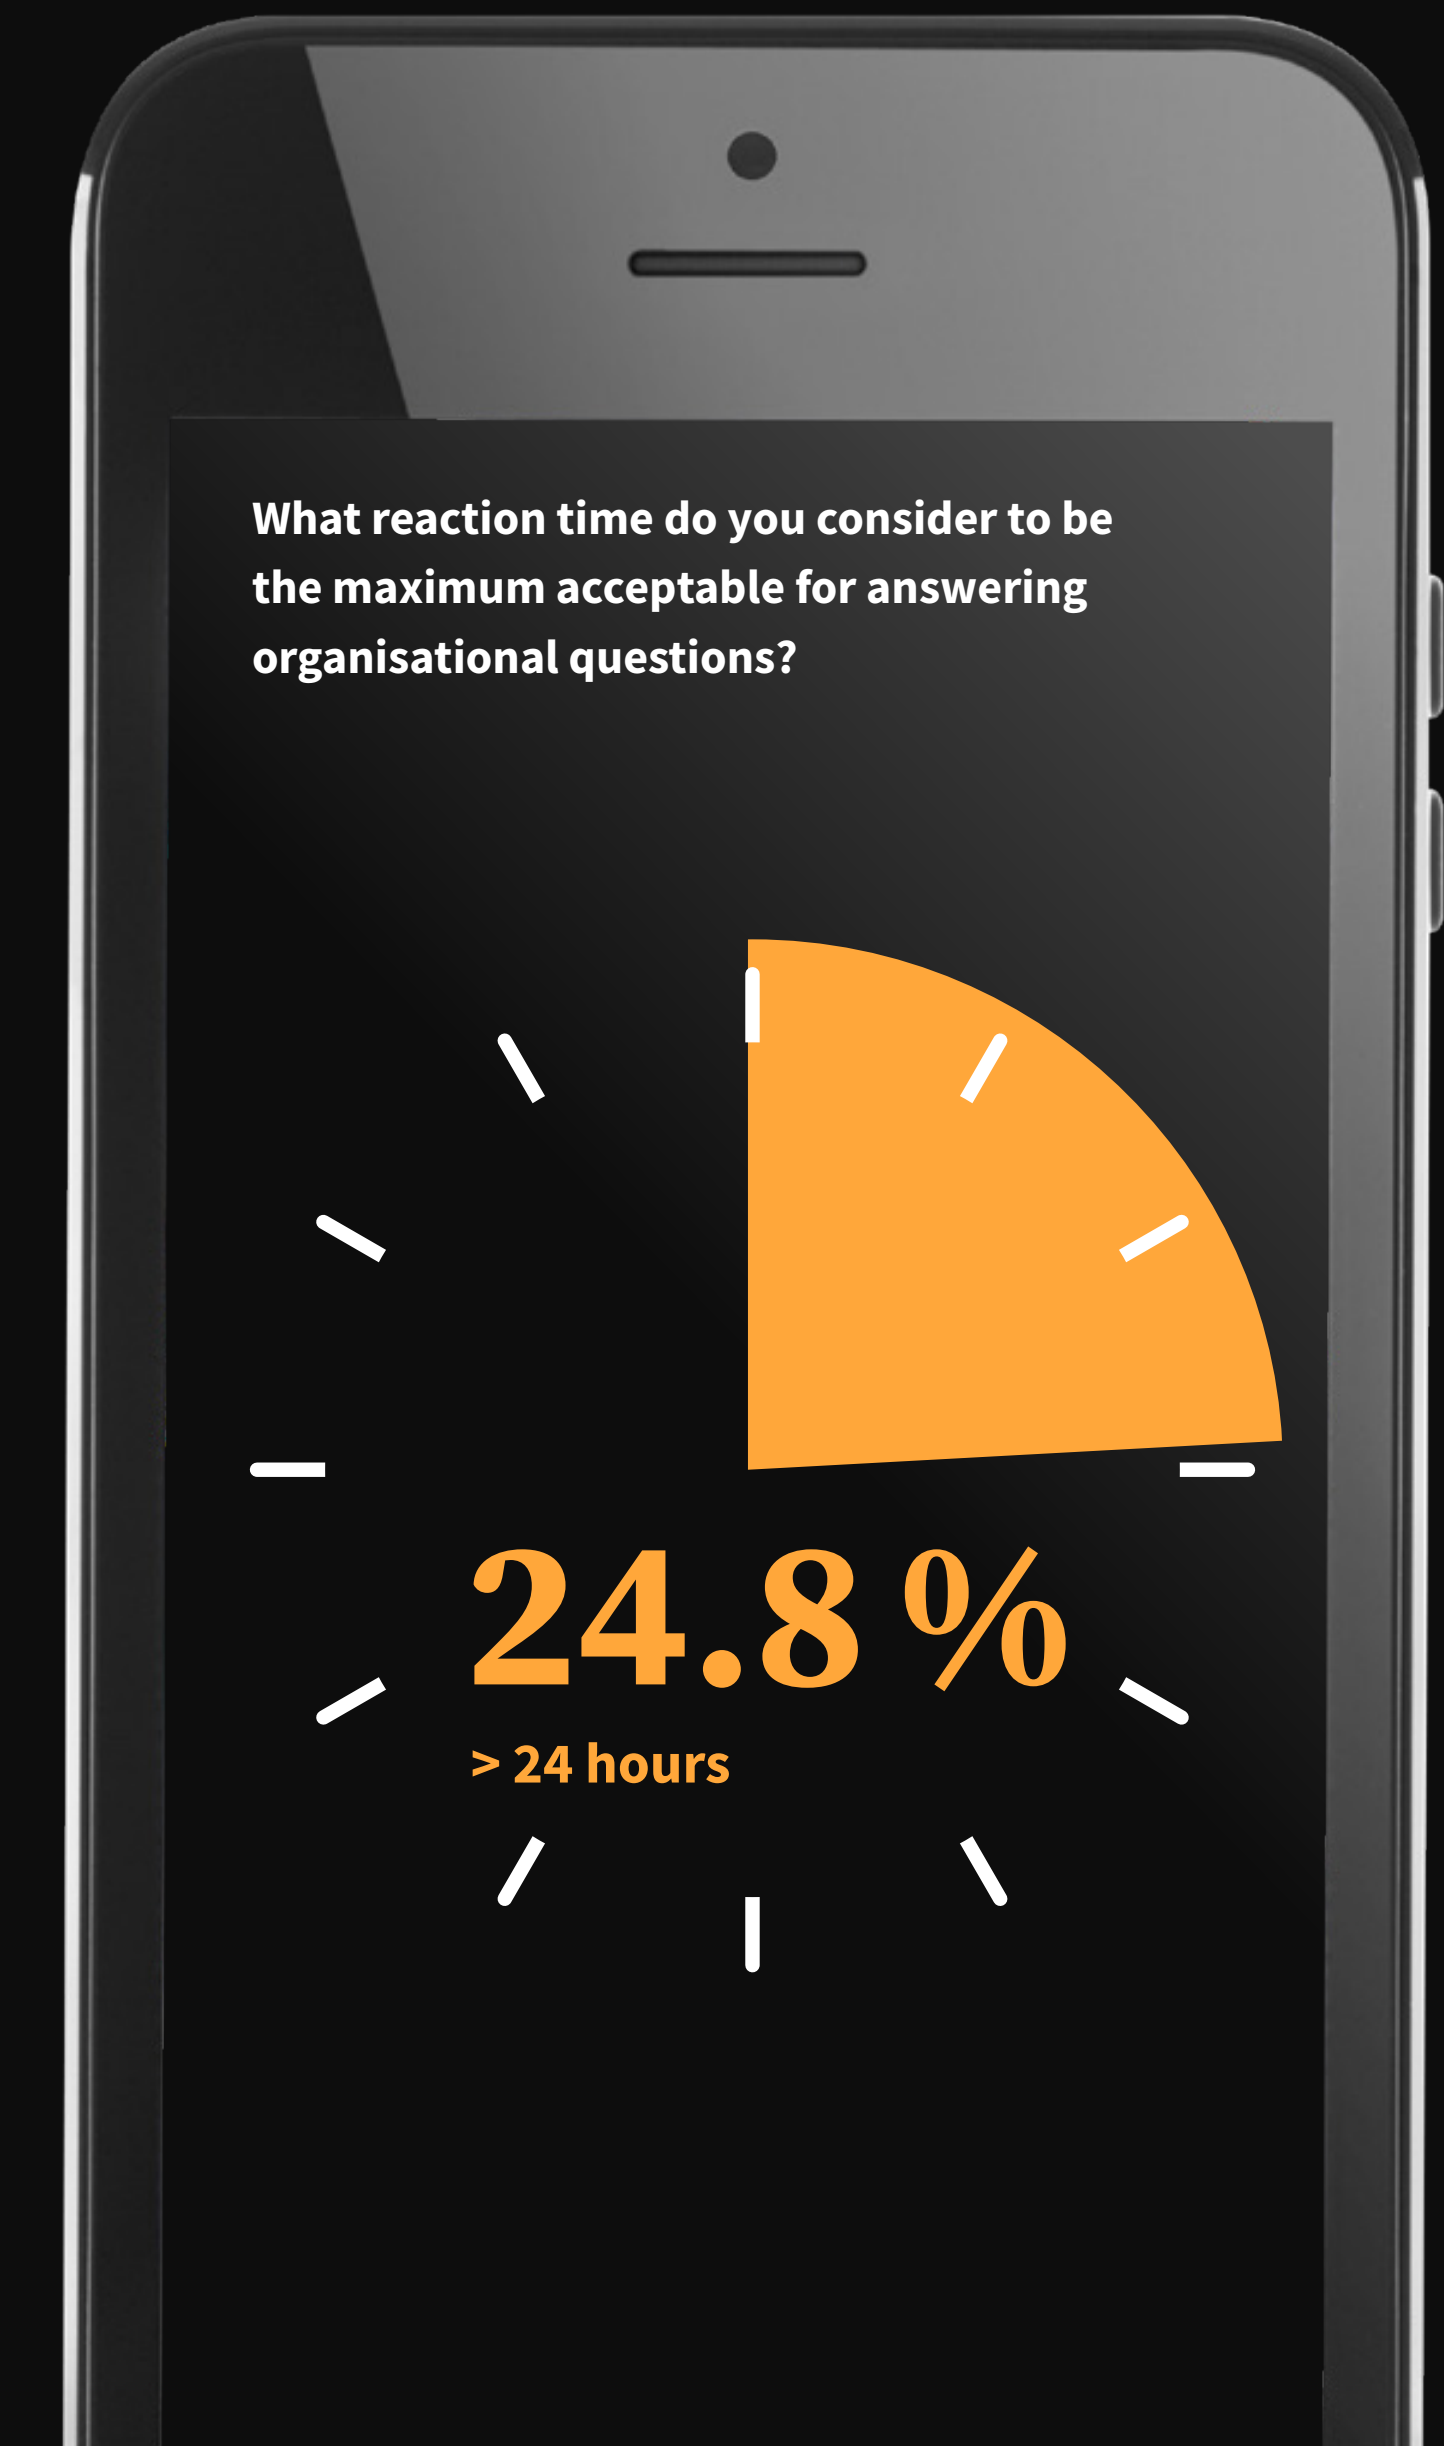 What reaction time do you consider to be
the maximum acceptable for answering
organisational questions?
24.8 %
> 24 hours